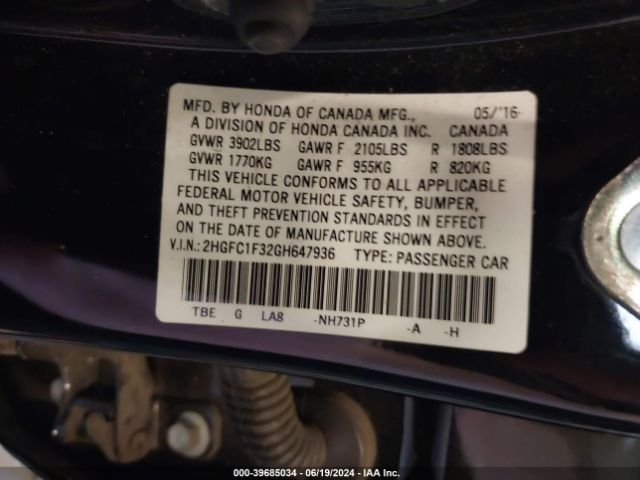 MFD. BY HONDA OF CANADA MFG., 05/'16
A DIVISION OF HONDA CANADA INC. CANADA
GVWR 3902LBS GAWR F 2105LBS R 1808LBS
GVWR 1770KG GAWR F 955KG R 820KG
THIS VEHICLE CONFORMS TO ALL APPLICABLE
FEDERAL MOTOR VEHICLE SAFETY, BUMPER,
AND THEFT PREVENTION STANDARDS IN EFFECT
ON THE DATE OF MANUFACTURE SHOWN ABOVE.
V.I.N.: 2HGFC1F32GH647936 TYPE: PASSENGER CAR
TBE G LA8 -NH731P -A -H
000-39685034 - 06/19/2024 - IAA Inc.